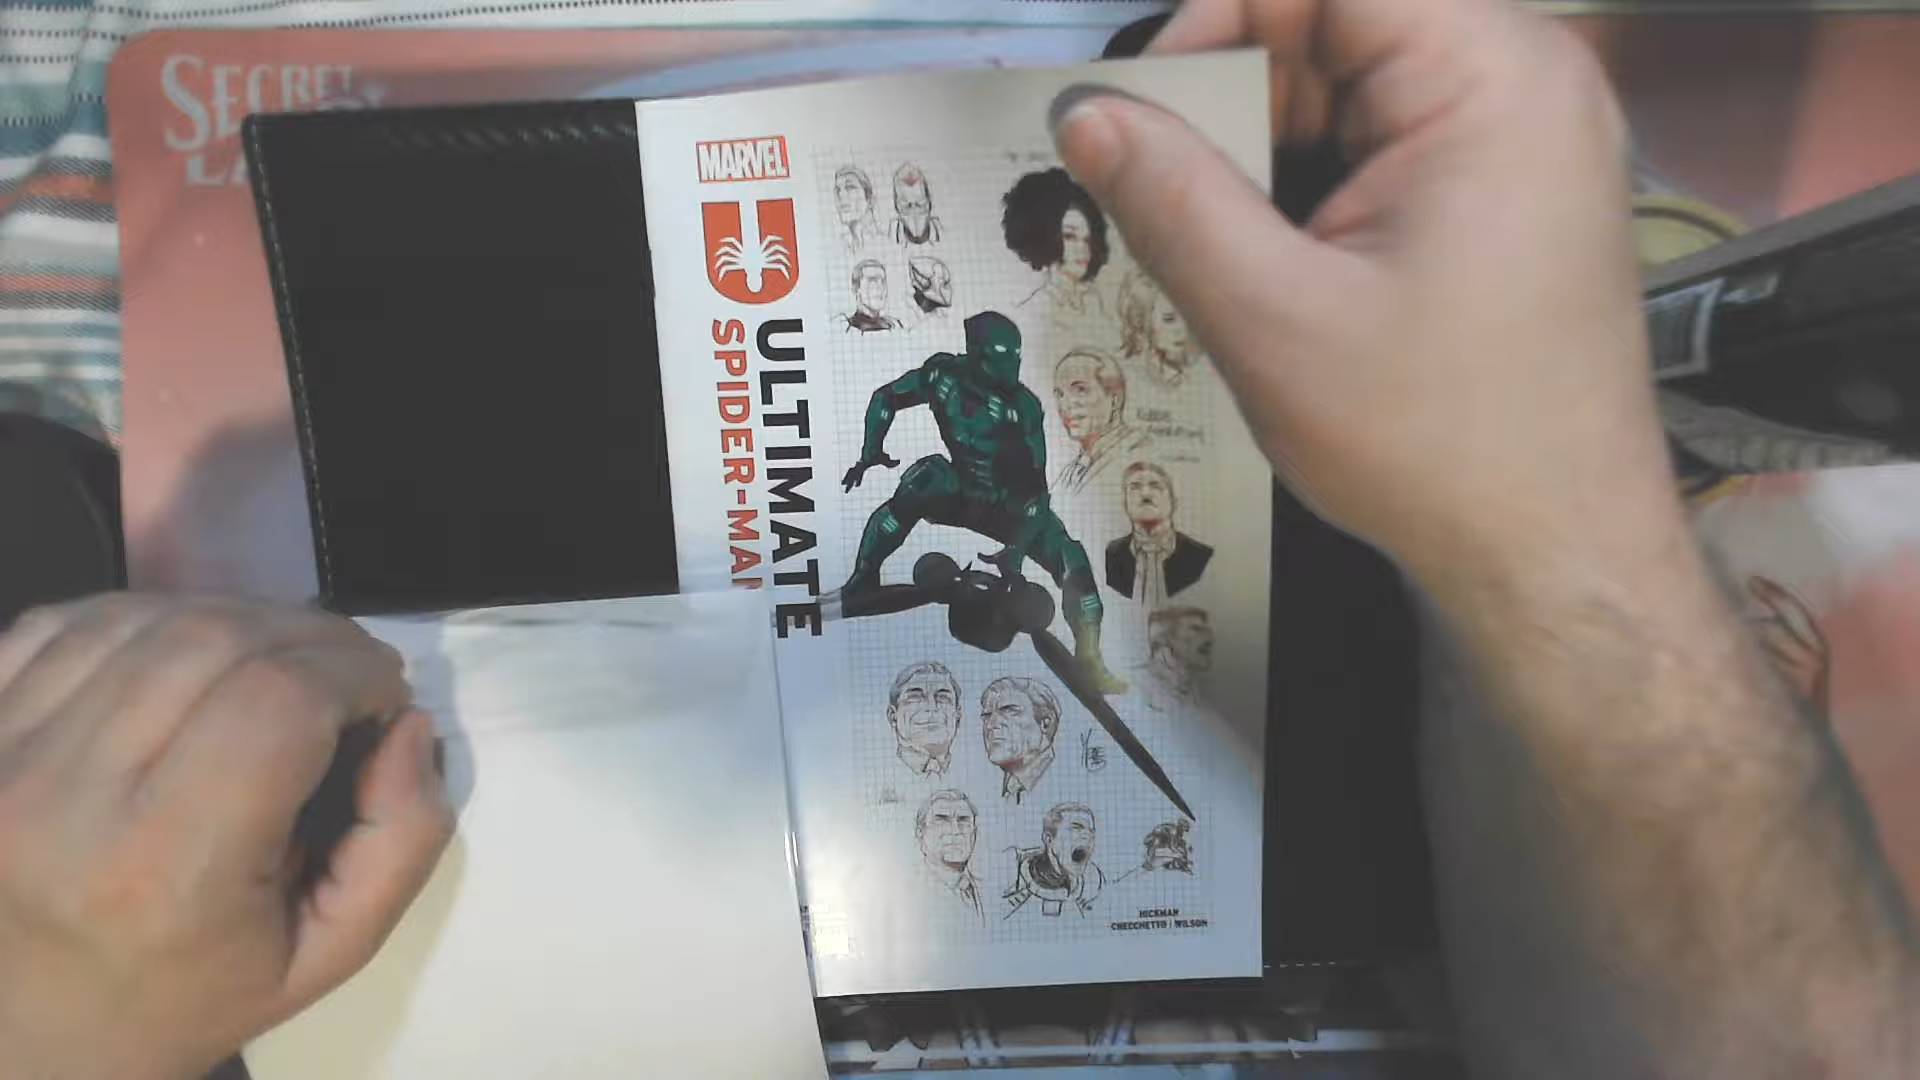 SECRET
MARVEL
ULTIMATE
SPIDER-MAN
HICKMAN
CHECCHETTO | WILSON